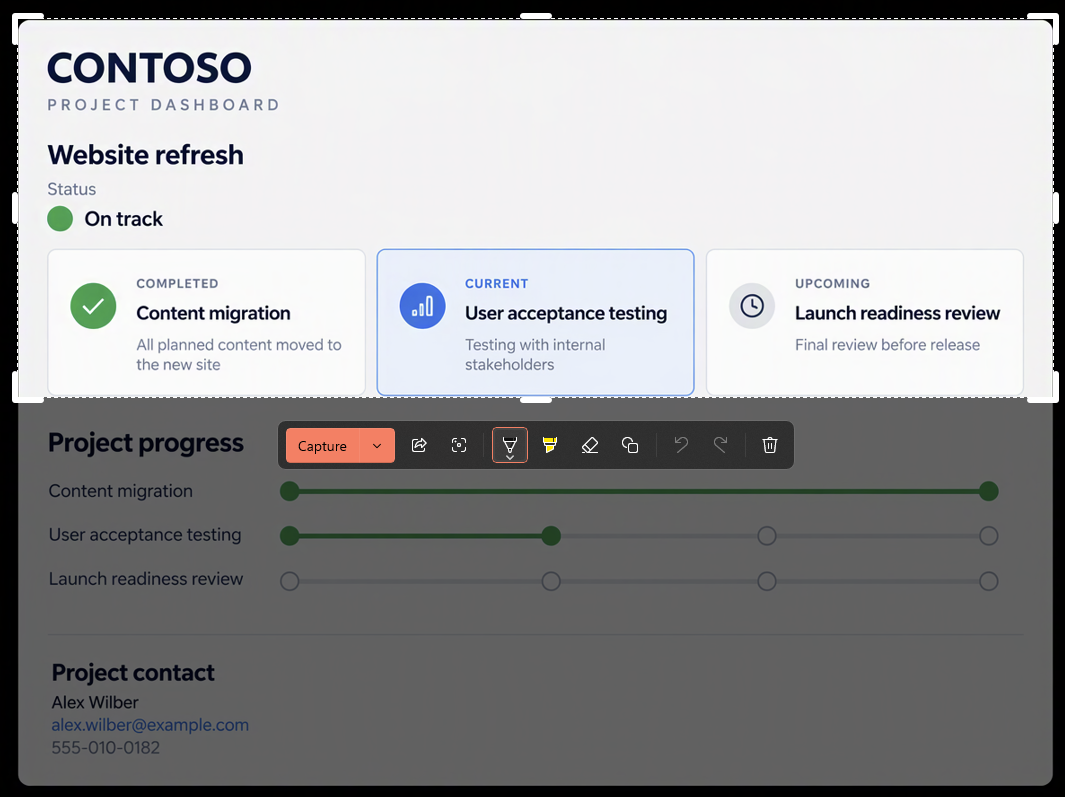 CONTOSO
PROJECT DASHBOARD
Website refresh
Status
On track
COMPLETED
Content migration
All planned content moved to
the new site
CURRENT
User acceptance testing
Testing with internal
stakeholders
UPCOMING
Launch readiness review
Final review before release
Capture
Project progress
Content migration
User acceptance testing
Launch readiness review
Project contact
Alex Wilber
alex.wilber@example.com
555-010-0182